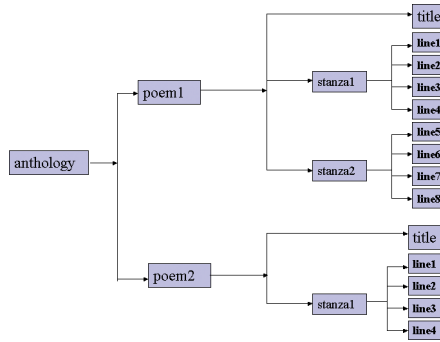 title
line1
line2
poem1
stanza1
line3
line4
line5
line6
anthology
stanza2
line7
line8
title
line1
poem2
line2
stanza1
line3
line4